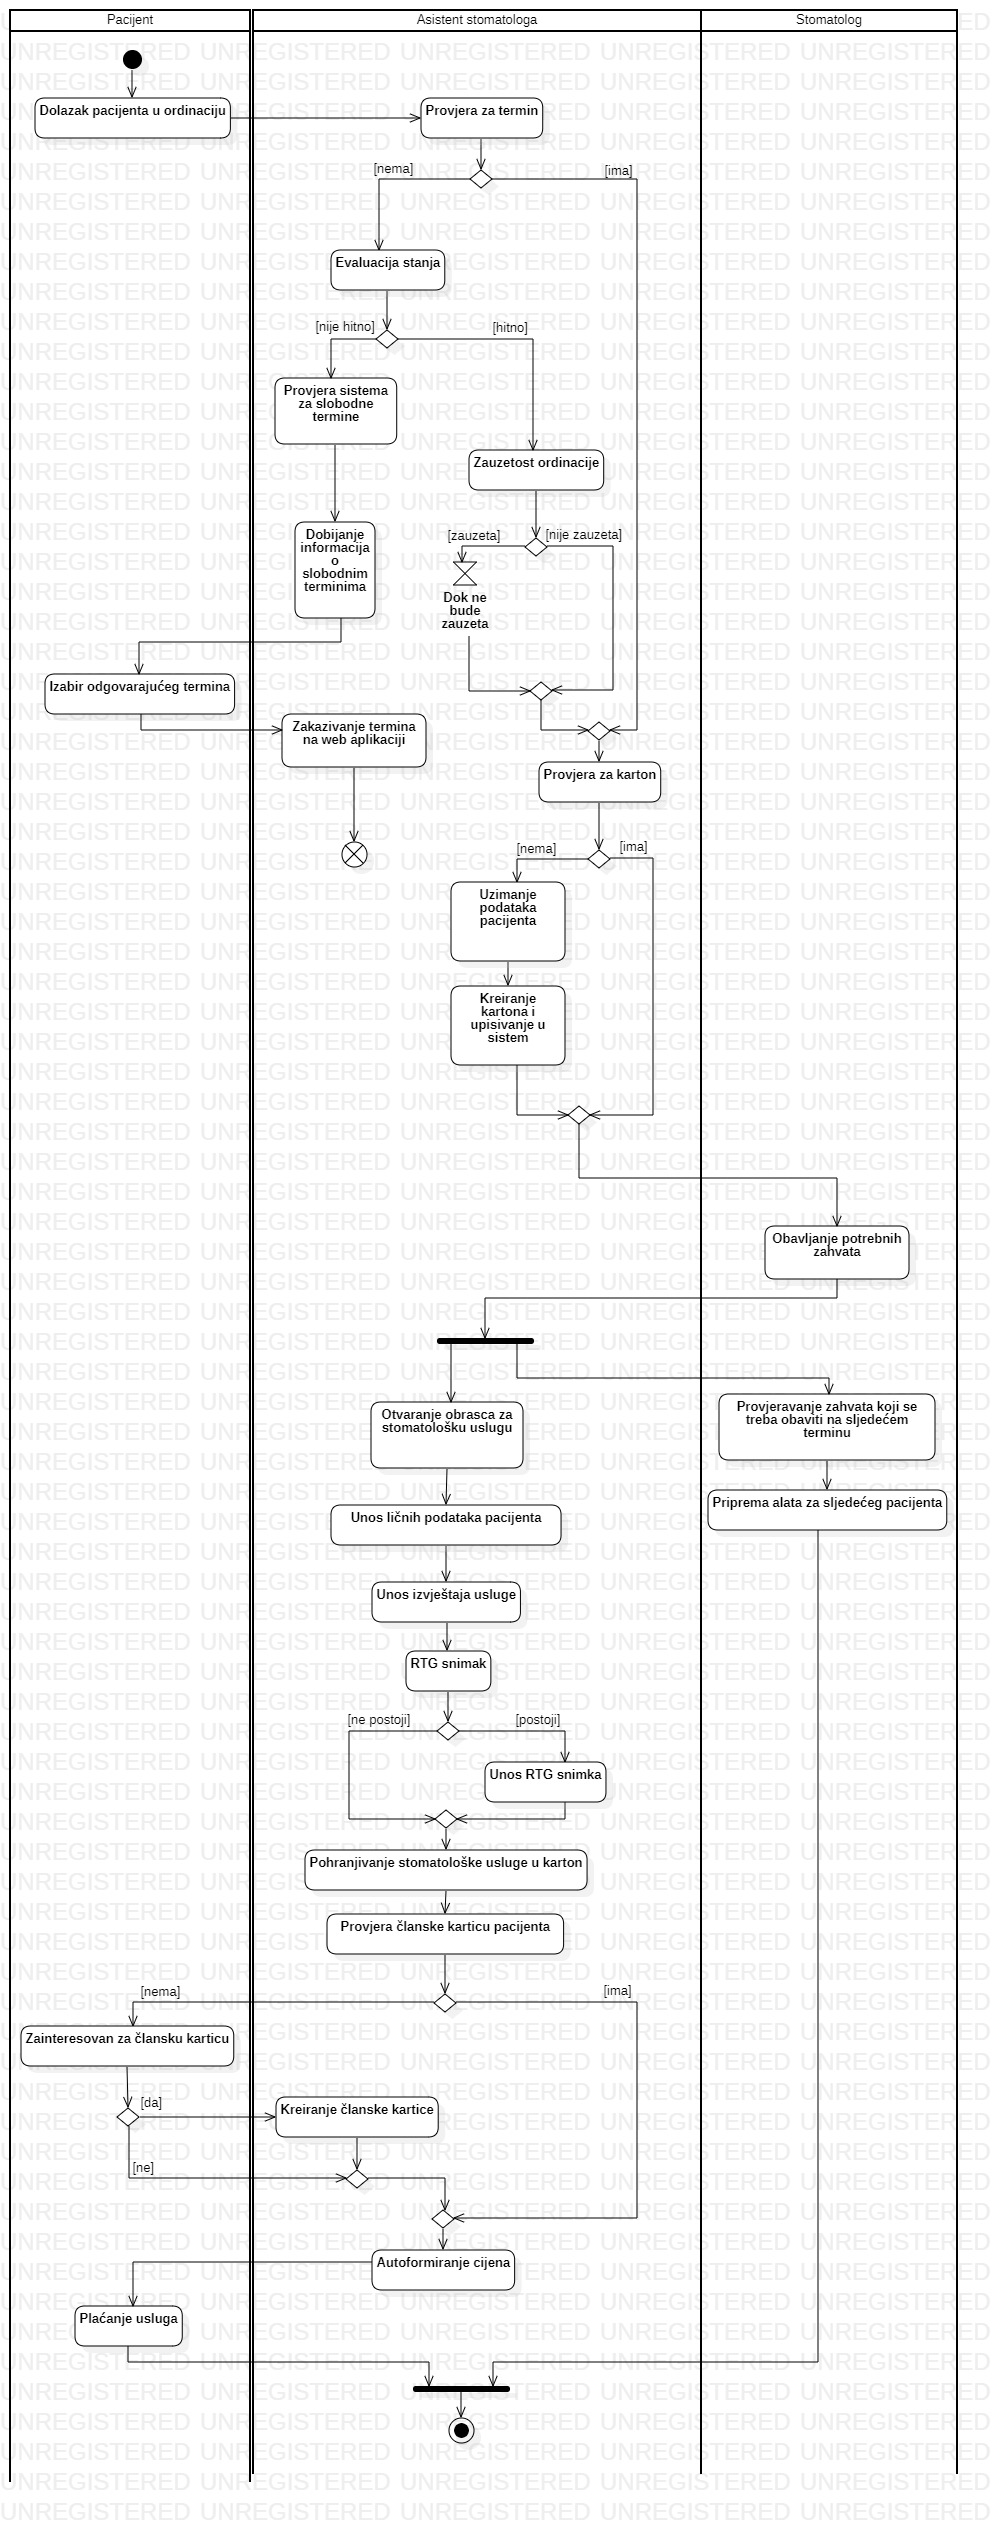 Pacijent
Asistent stomatologa
Stomatolog
Dolazak pacijenta u ordinaciju
Provjera za termin
[nema]
[ima]
Evaluacija stanja
[nije hitno]
[hitno]
Provjera sistema
za slobodne
termine
Zauzetost ordinacije
Dobijanje
informacija
o
slobodnim
terminima
[zauzeta]
[nije zauzeta]
Dok ne
bude
zauzeta
Izabir odgovarajućeg termina
Zakazivanje termina
na web aplikaciji
Provjera za karton
[nema]
[ima]
Uzimanje
podataka
pacijenta
Kreiranje
kartona i
upisivanje u
sistem
Obavljanje potrebnih
zahvata
Otvaranje obrasca za
stomatološku uslugu
Provjeravanje zahvata koji se
treba obaviti na sljedećem
terminu
Unos ličnih podataka pacijenta
Priprema alata za sljedećeg pacijenta
Unos izvještaja usluge
RTG snimak
[ne postoji]
[postoji]
Unos RTG snimka
Pohranjivanje stomatološke usluge u karton
Provjera članske karticu pacijenta
[nema]
[ima]
Zainteresovan za člansku karticu
[da]
Kreiranje članske kartice
[ne]
Autoformiranje cijena
Plaćanje usluga
UNREGISTERED